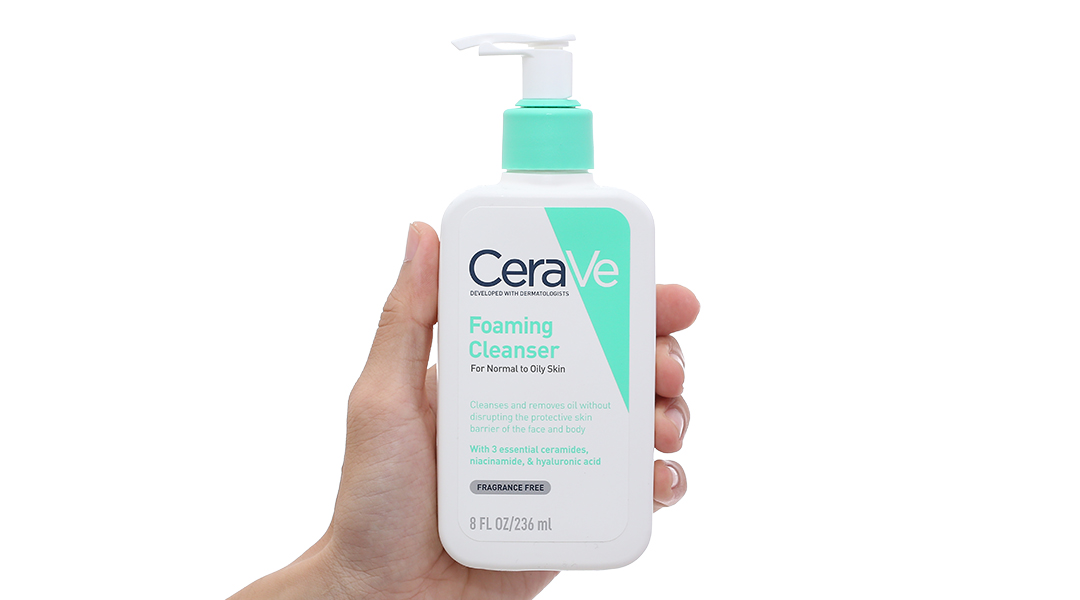 CeraVe
DEVELOPED WITH DERMATOLOGISTS
Foaming
Cleanser
For Normal to Oily Skin
Cleanses and removes oil without
disrupting the protective skin
barrier of the face and body
With 3 essential ceramides,
niacinamide, & hyaluronic acid
FRAGRANCE FREE
8 FL OZ/236 ml